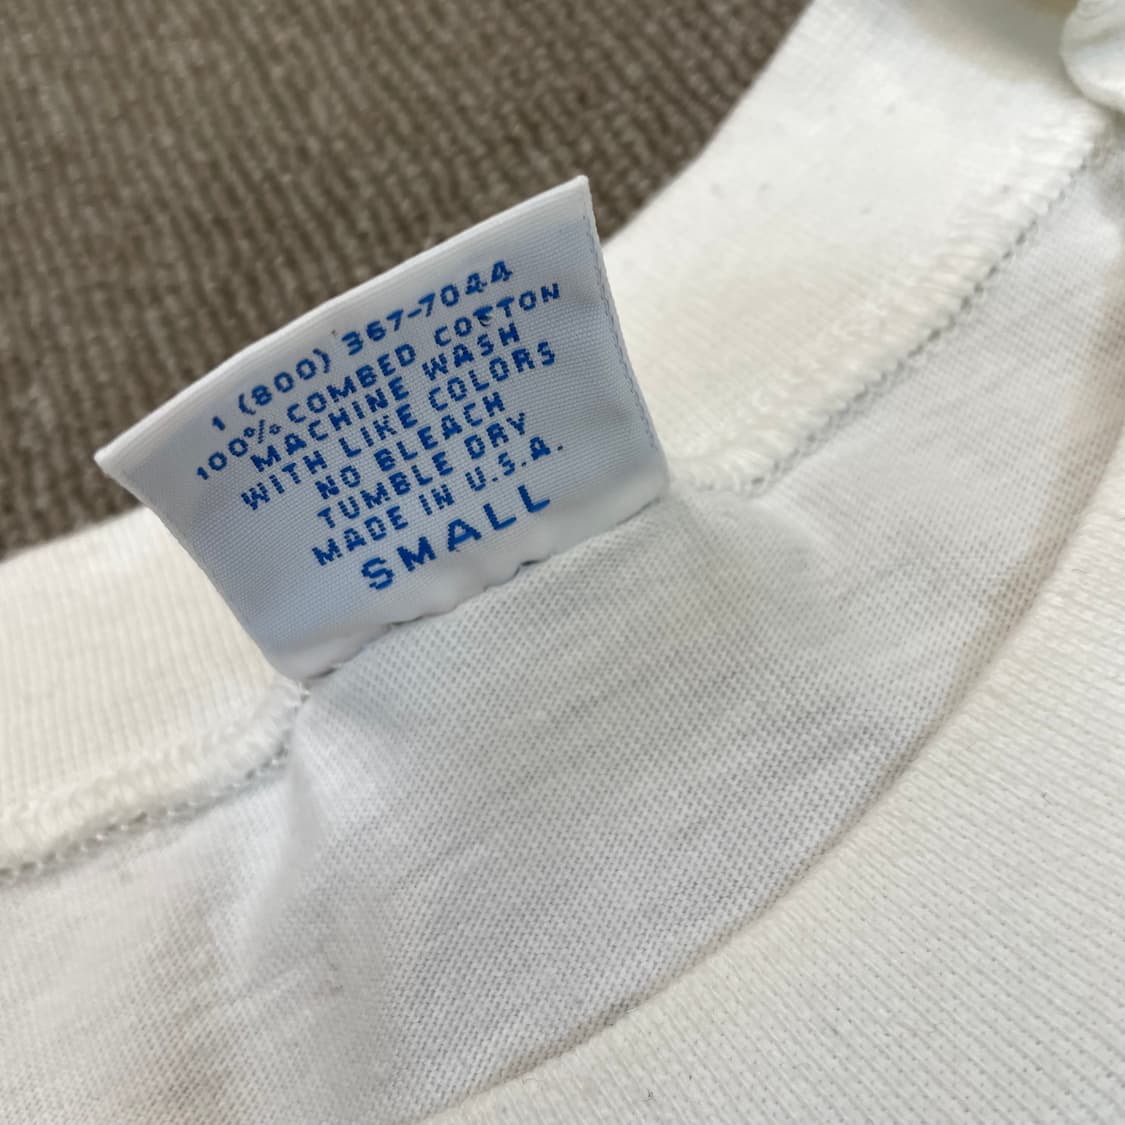 1 (800) 367-7044
100% COMBED COTTON
MACHINE WASH
WITH LIKE COLORS
NO BLEACH
TUMBLE DRY
MADE IN U.S.A.
SMALL